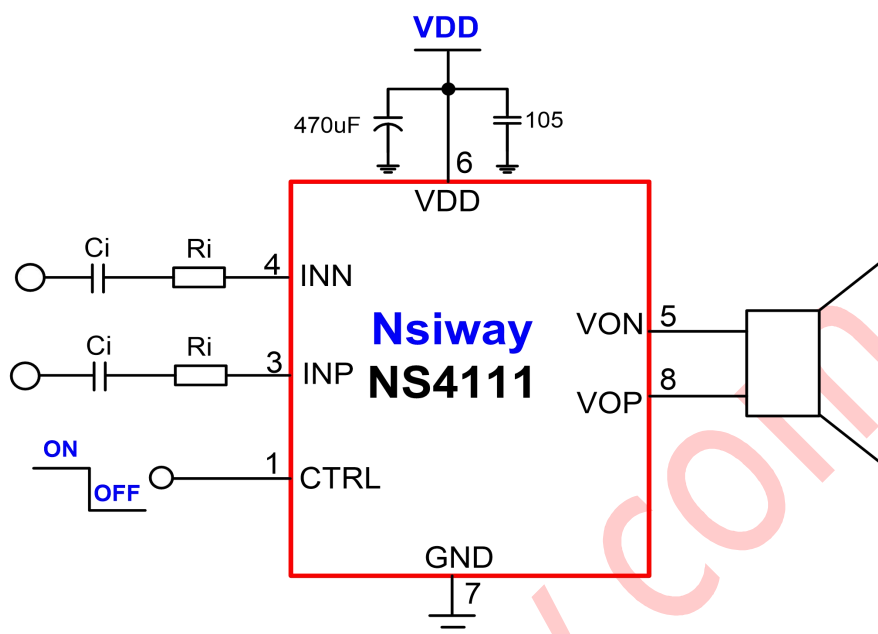 VDD
470uF
105
6
VDD
Ci
Ri
4
INN
Nsiway
NS4111
VON
5
Ci
Ri
3
INP
VOP
8
ON
OFF
1
CTRL
GND
7
y.com